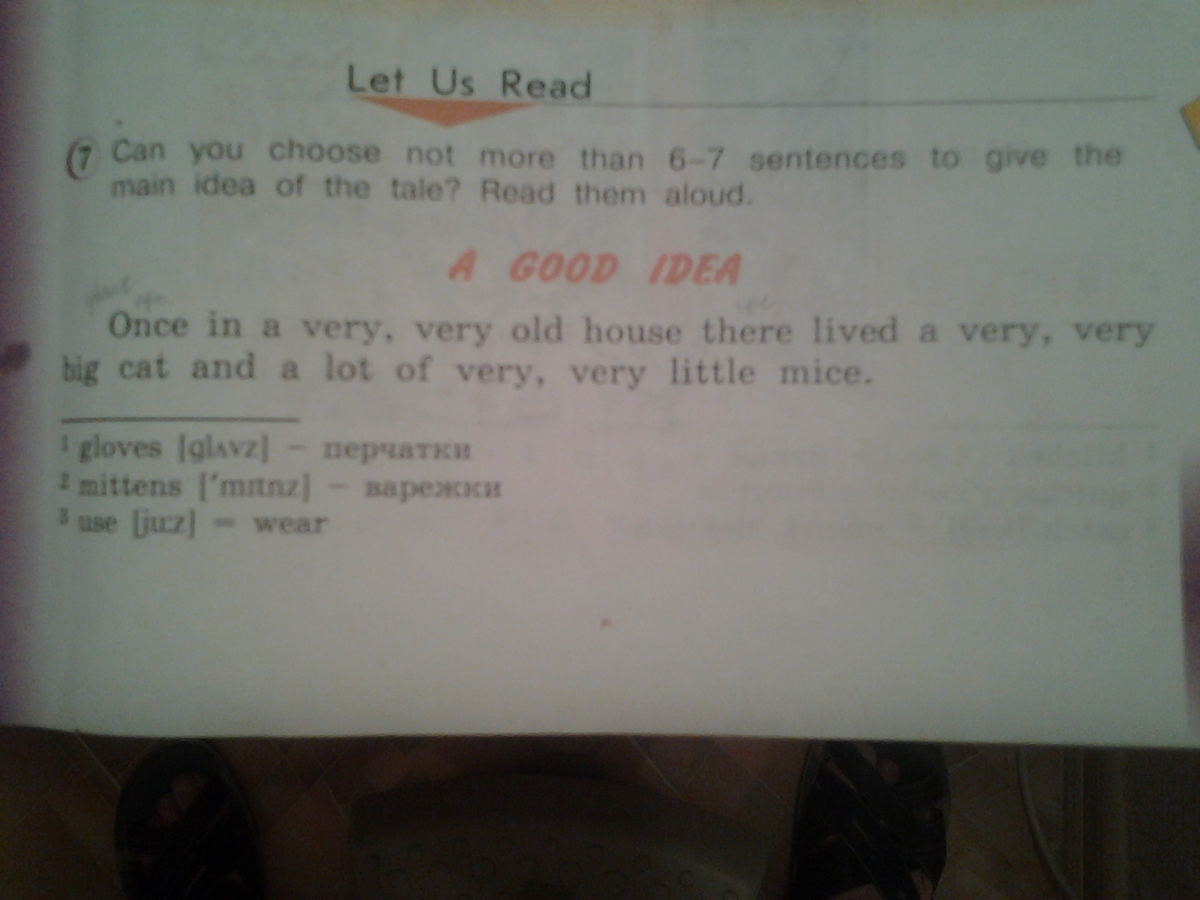 Let Us Read
7 Can you choose not more than 6–7 sentences to give the
main idea of the tale? Read them aloud.
A GOOD IDEA
Once in a very, very old house there lived a very, very
big cat and a lot of very, very little mice.
1 gloves [glʌvz] – перчатки
2 mittens [ˈmɪtnz] – варежки
3 use [ju:z] = wear